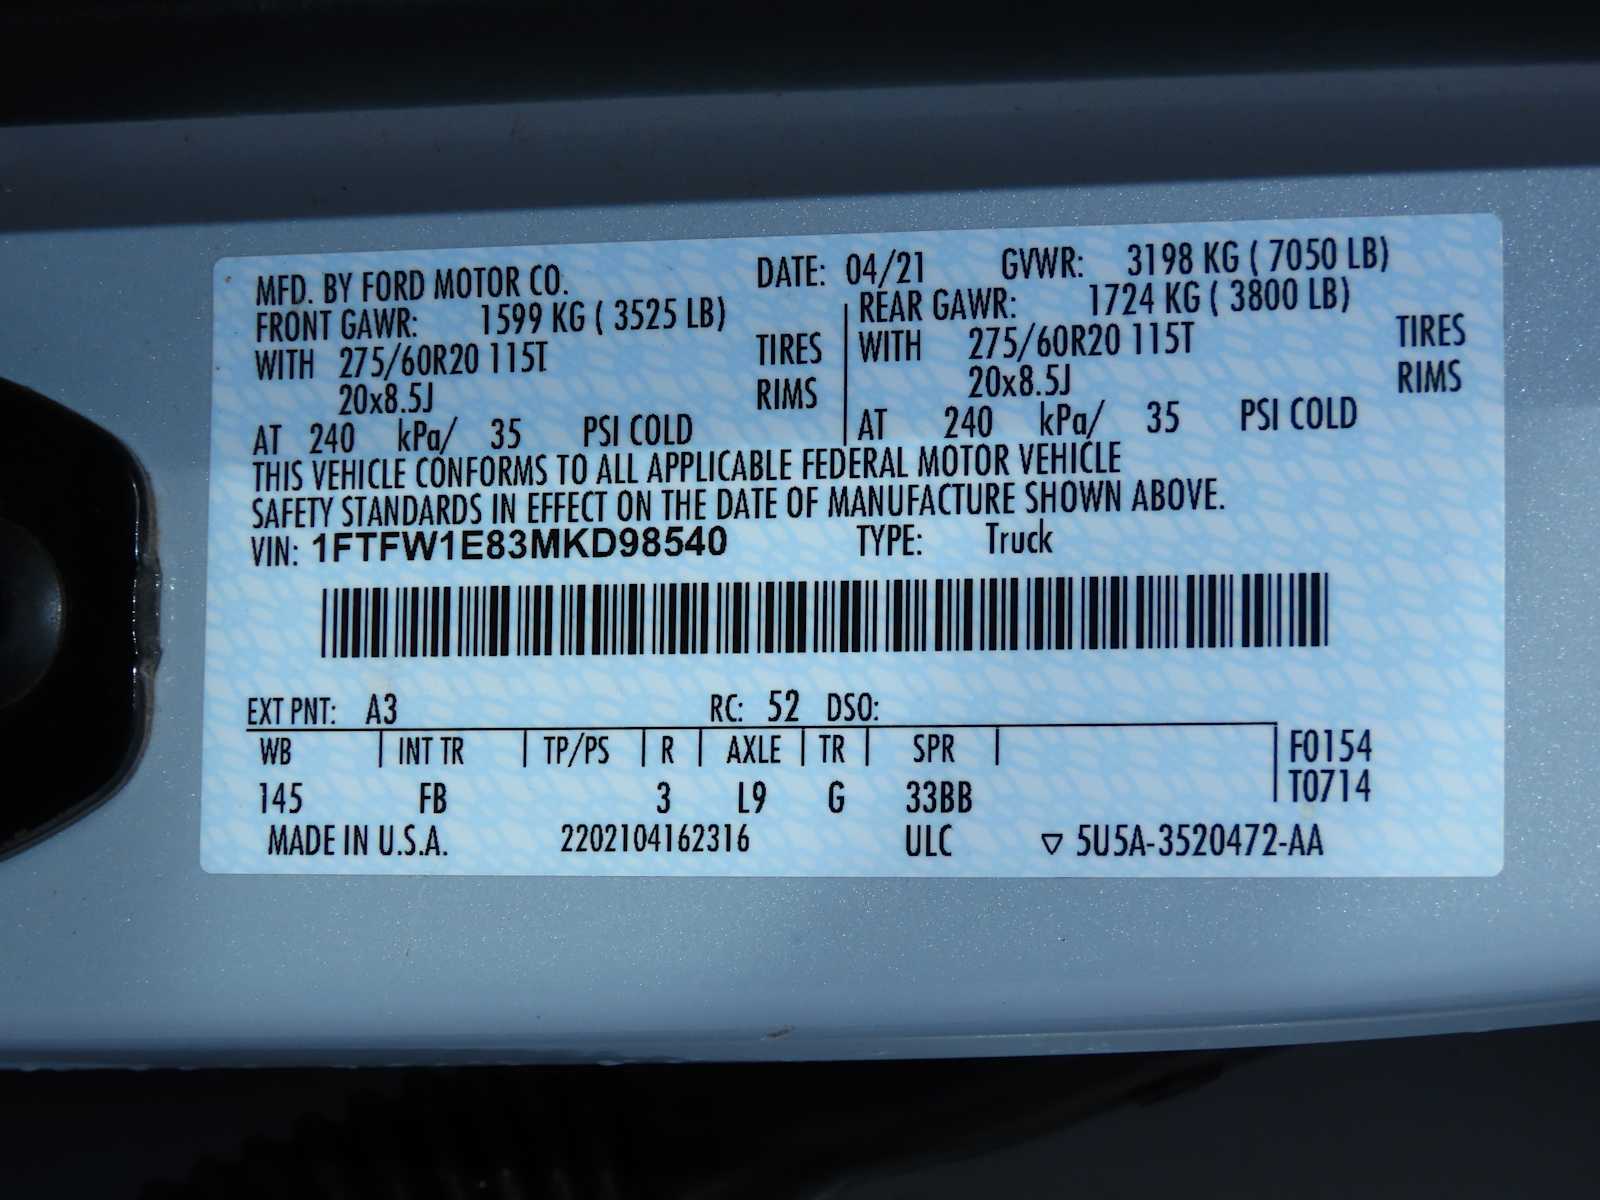 MFD. BY FORD MOTOR CO. DATE: 04/21 GVWR: 3198 KG ( 7050 LB)
FRONT GAWR: 1599 KG ( 3525 LB) REAR GAWR: 1724 KG ( 3800 LB)
WITH 275/60R20 115T TIRES WITH 275/60R20 115T TIRES
20x8.5J RIMS 20x8.5J RIMS
AT 240 kPa/ 35 PSI COLD AT 240 kPa/ 35 PSI COLD
THIS VEHICLE CONFORMS TO ALL APPLICABLE FEDERAL MOTOR VEHICLE
SAFETY STANDARDS IN EFFECT ON THE DATE OF MANUFACTURE SHOWN ABOVE.
VIN: 1FTFW1E83MKD98540 TYPE: Truck
EXT PNT: A3 RC: 52 DSO:
WB INT TR TP/PS R AXLE TR SPR F0154
145 FB 3 L9 G 33BB T0714
MADE IN U.S.A. 2202104162316 ULC ▽ 5U5A-3520472-AA